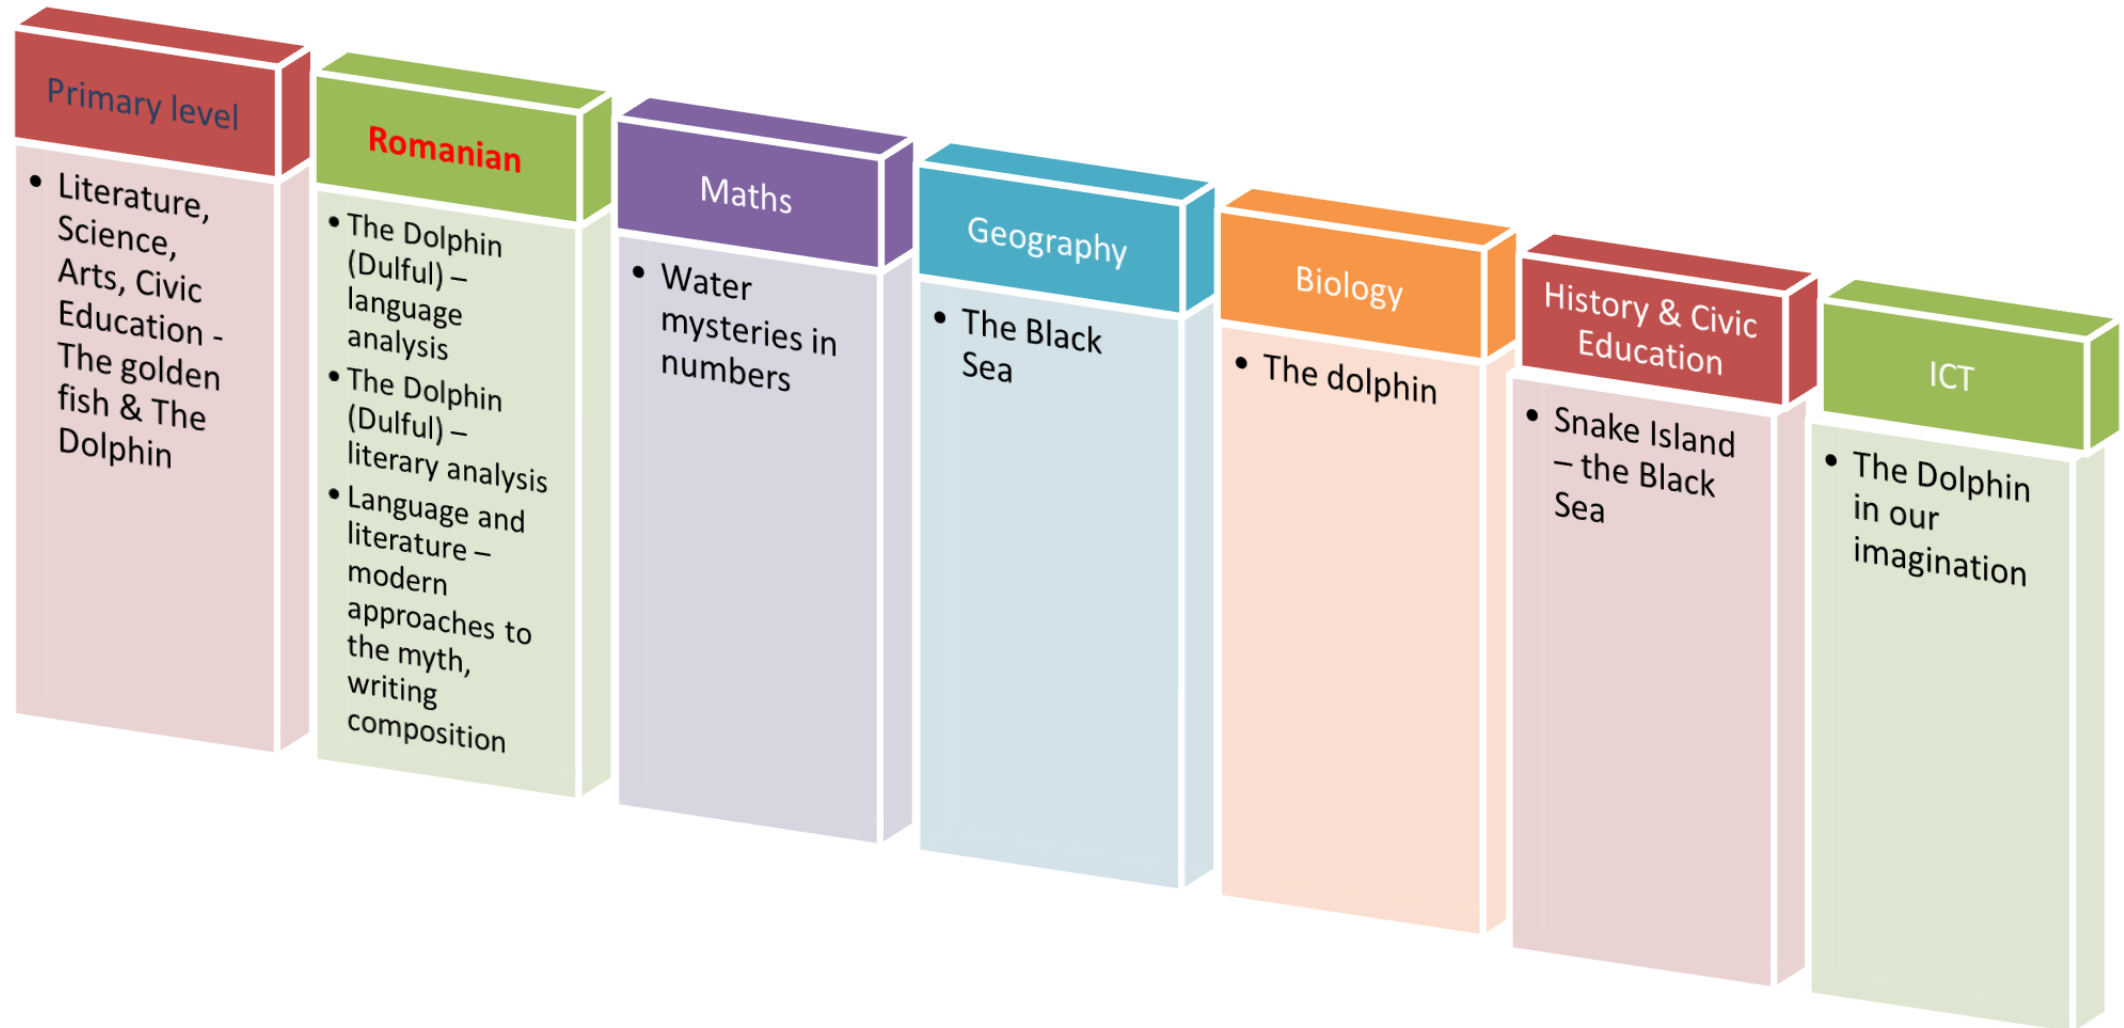 Primary level
• Literature,
Science,
Arts, Civic
Education -
The golden
fish & The
Dolphin
Romanian
• The Dolphin
(Dulful) –
language
analysis
• The Dolphin
(Dulful) –
literary analysis
• Language and
literature –
modern
approaches to
the myth,
writing
composition
Maths
• Water
mysteries in
numbers
Geography
• The Black
Sea
Biology
• The dolphin
History & Civic
Education
• Snake Island
– the Black
Sea
ICT
• The Dolphin
in our
imagination